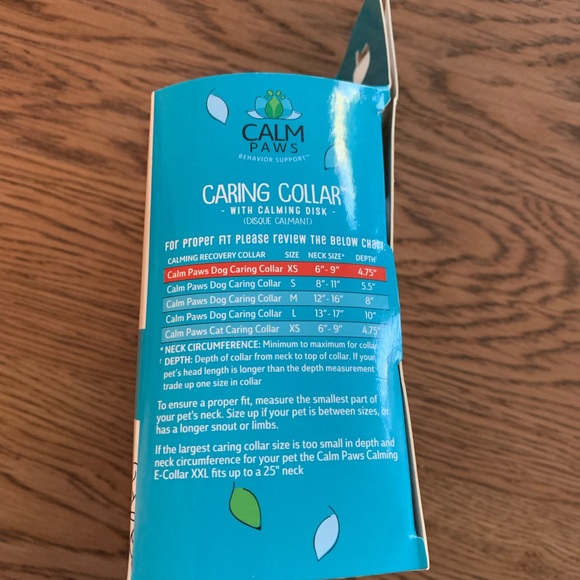 CALM
PAWS
BEHAVIOR SUPPORT™
CARING COLLAR™
- WITH CALMING DISK -
(DISQUE CALMANT)
FOR PROPER FIT PLEASE REVIEW THE BELOW CHART:
CALMING RECOVERY COLLAR SIZE NECK SIZE* DEPTH†
Calm Paws Dog Caring Collar XS 6"- 9" 4.75"
Calm Paws Dog Caring Collar S 8"- 11" 5.5"
Calm Paws Dog Caring Collar M 12"- 16" 8"
Calm Paws Dog Caring Collar L 13"- 17" 10"
Calm Paws Cat Caring Collar XS 6"- 9" 4.75"
* NECK CIRCUMFERENCE: Minimum to maximum for collar
† DEPTH: Depth of collar from neck to top of collar. If your
pet's head length is longer than the depth measurement
trade up one size in collar
To ensure a proper fit, measure the smallest part of
your pet's neck. Size up if your pet is between sizes, or
has a longer snout or limbs.
If the largest caring collar size is too small in depth and
neck circumference for your pet the Calm Paws Calming
E-Collar XXL fits up to a 25" neck